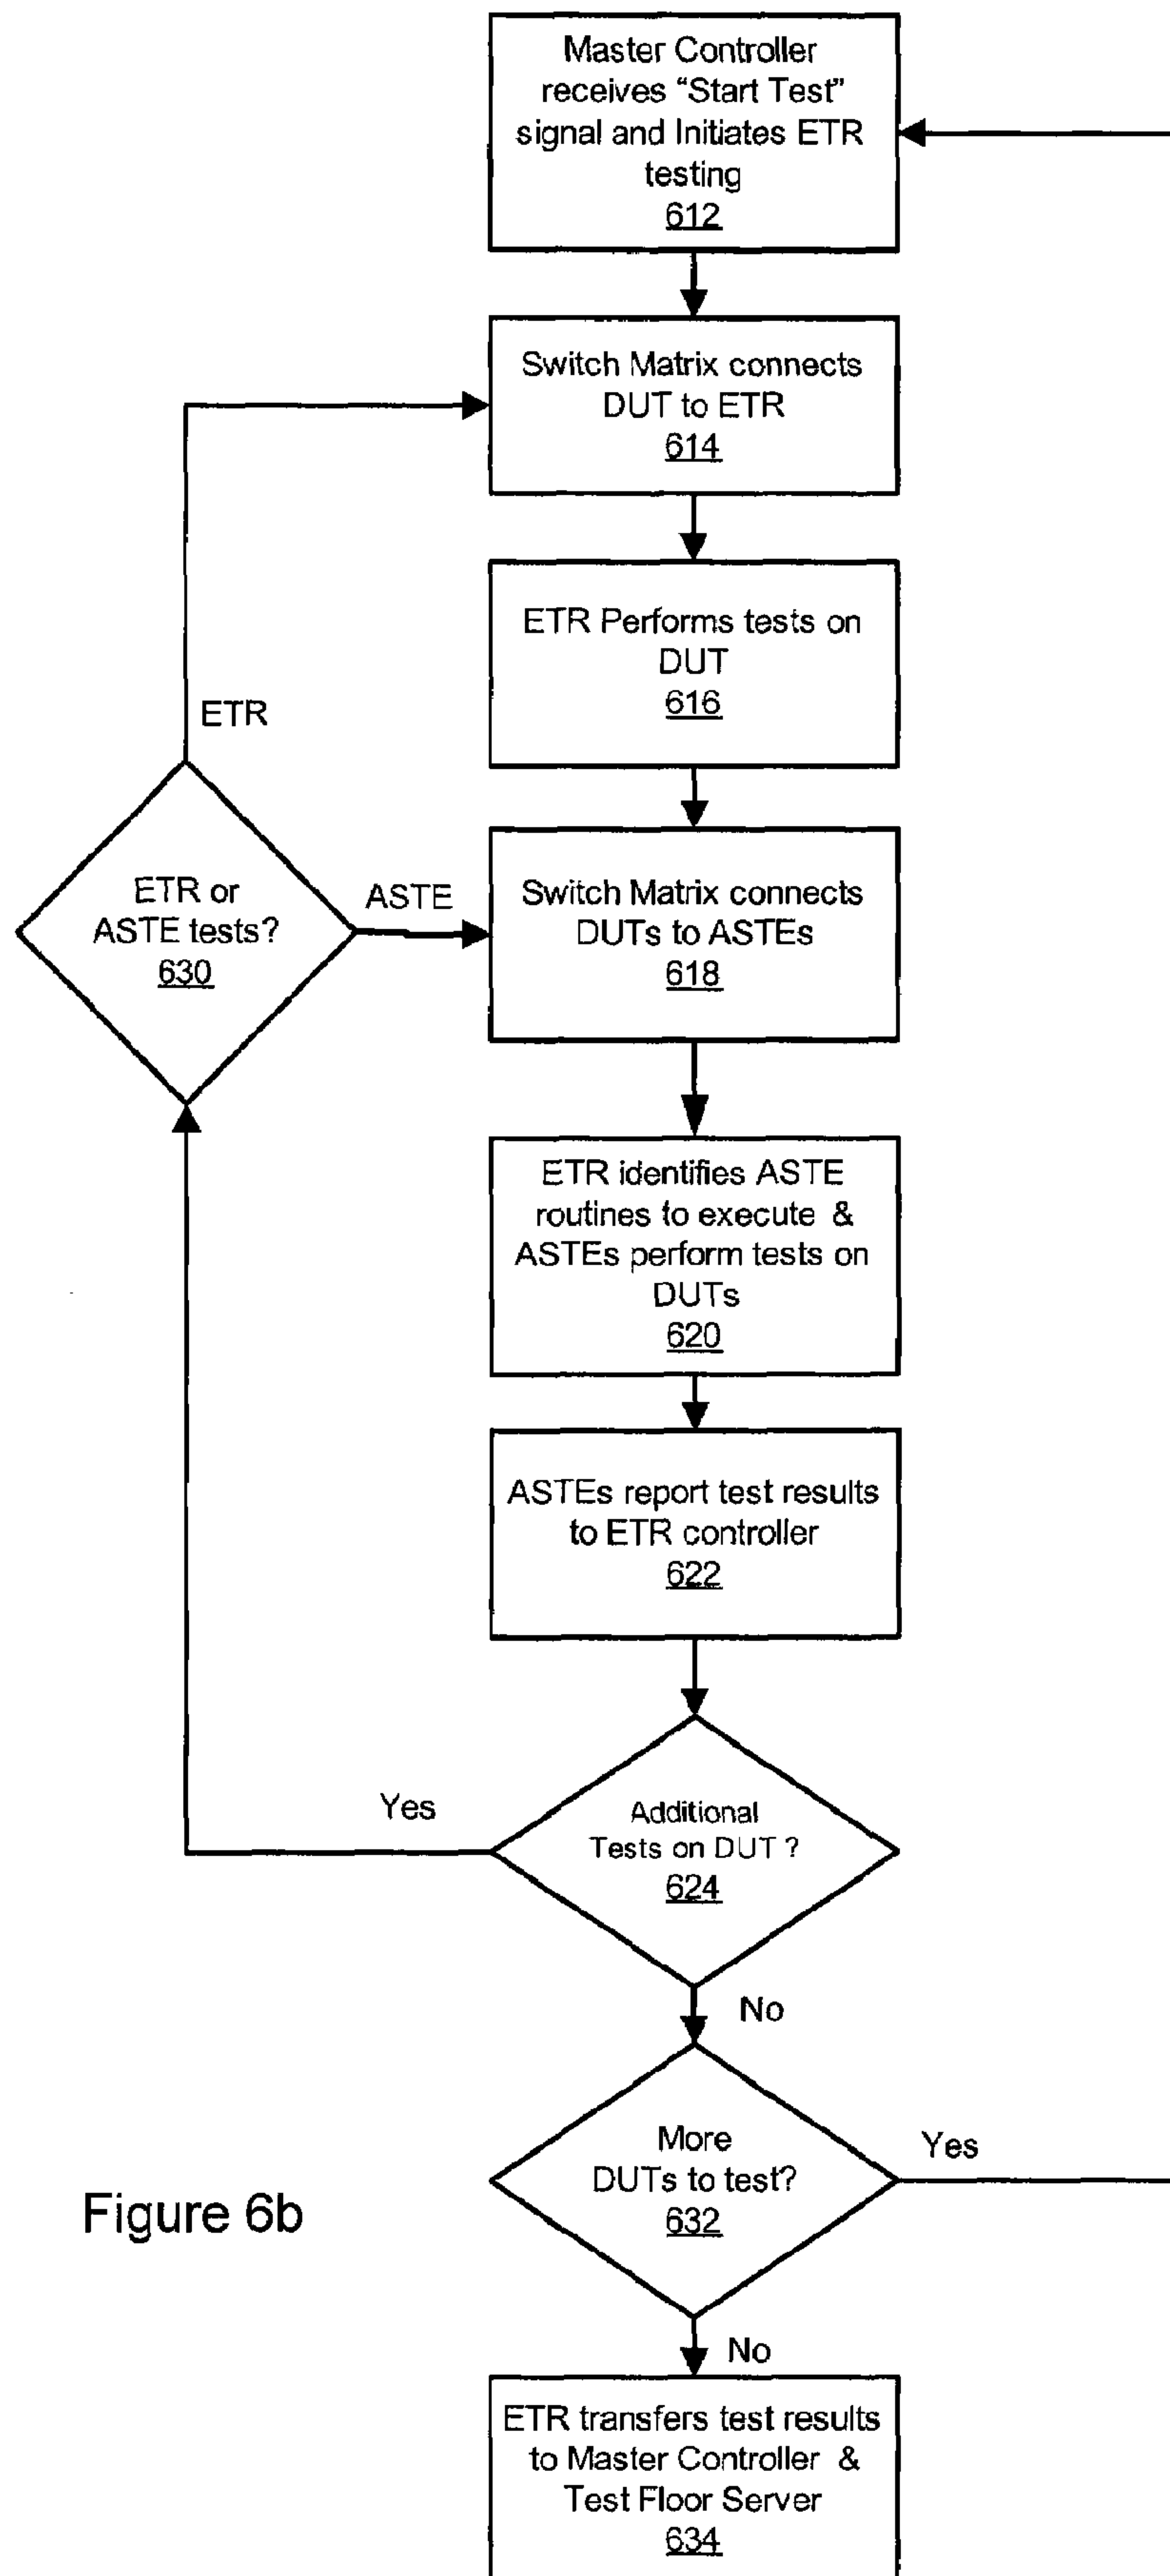 Master Controller
receives “Start Test”
signal and Initiates ETR
testing
612
Switch Matrix connects
DUT to ETR
614
ETR Performs tests on
DUT
616
ETR
ETR or
ASTE tests?
630
ASTE
Switch Matrix connects
DUTs to ASTEs
618
ETR identifies ASTE
routines to execute &
ASTEs perform tests on
DUTs
620
ASTEs report test results
to ETR controller
622
Yes
Additional
Tests on DUT ?
624
No
More
DUTs to test?
632
Yes
Figure 6b
No
ETR transfers test results
to Master Controller &
Test Floor Server
634